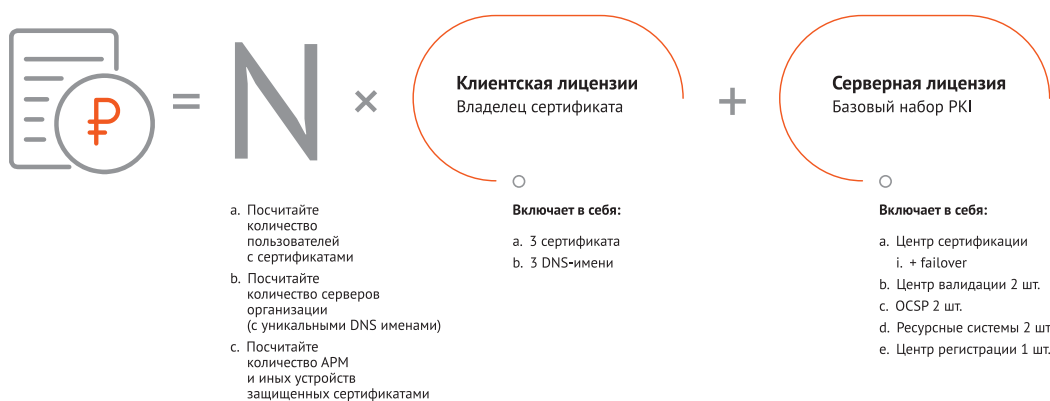 ₽ = N × Клиентская лицензии + Серверная лицензия
Владелец сертификата
Базовый набор PKI
a. Посчитайте
количество
пользователей
с сертификатами
b. Посчитайте
количество серверов
организации
(с уникальными DNS именами)
c. Посчитайте
количество АРМ
и иных устройств
защищенных сертификатами
Включает в себя:
a. 3 сертификата
b. 3 DNS-имени
Включает в себя:
a. Центр сертификации
i. + failover
b. Центр валидации 2 шт.
c. OCSP 2 шт.
d. Ресурсные системы 2 шт
e. Центр регистрации 1 шт.